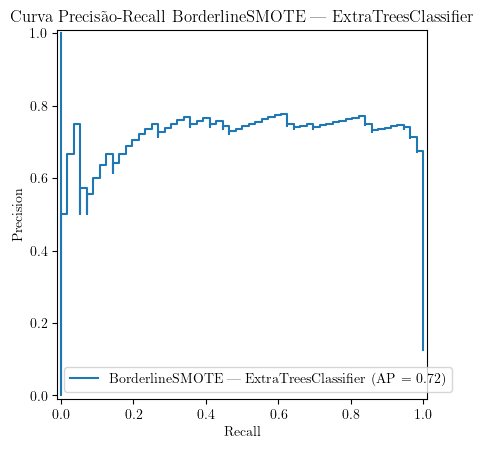 Curva Precisão-Recall BorderlineSMOTE — ExtraTreesClassifier
1.0
0.8
0.6
0.4
0.2
0.0
Precision
BorderlineSMOTE — ExtraTreesClassifier (AP = 0.72)
0.0 0.2 0.4 0.6 0.8 1.0
Recall